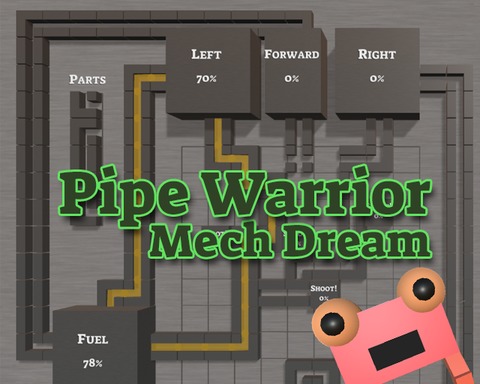 Left
Forward
Right
70%
0%
0%
Parts
Pipe Warrior
Mech Dream
Shoot!
0%
Fuel
78%